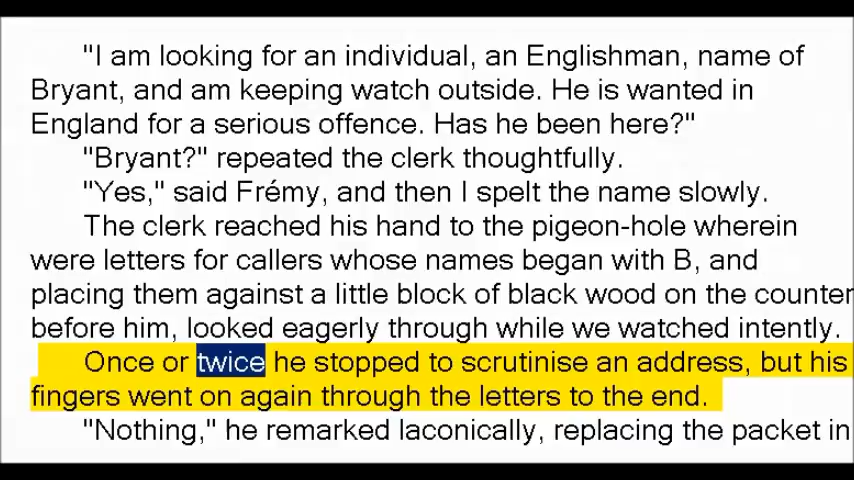 "I am looking for an individual, an Englishman, name of
Bryant, and am keeping watch outside. He is wanted in
England for a serious offence. Has he been here?"
"Bryant?" repeated the clerk thoughtfully.
"Yes," said Frémy, and then I spelt the name slowly.
The clerk reached his hand to the pigeon-hole wherein
were letters for callers whose names began with B, and
placing them against a little block of black wood on the counter
before him, looked eagerly through while we watched intently.
Once or twice he stopped to scrutinise an address, but his
fingers went on again through the letters to the end.
"Nothing," he remarked laconically, replacing the packet in